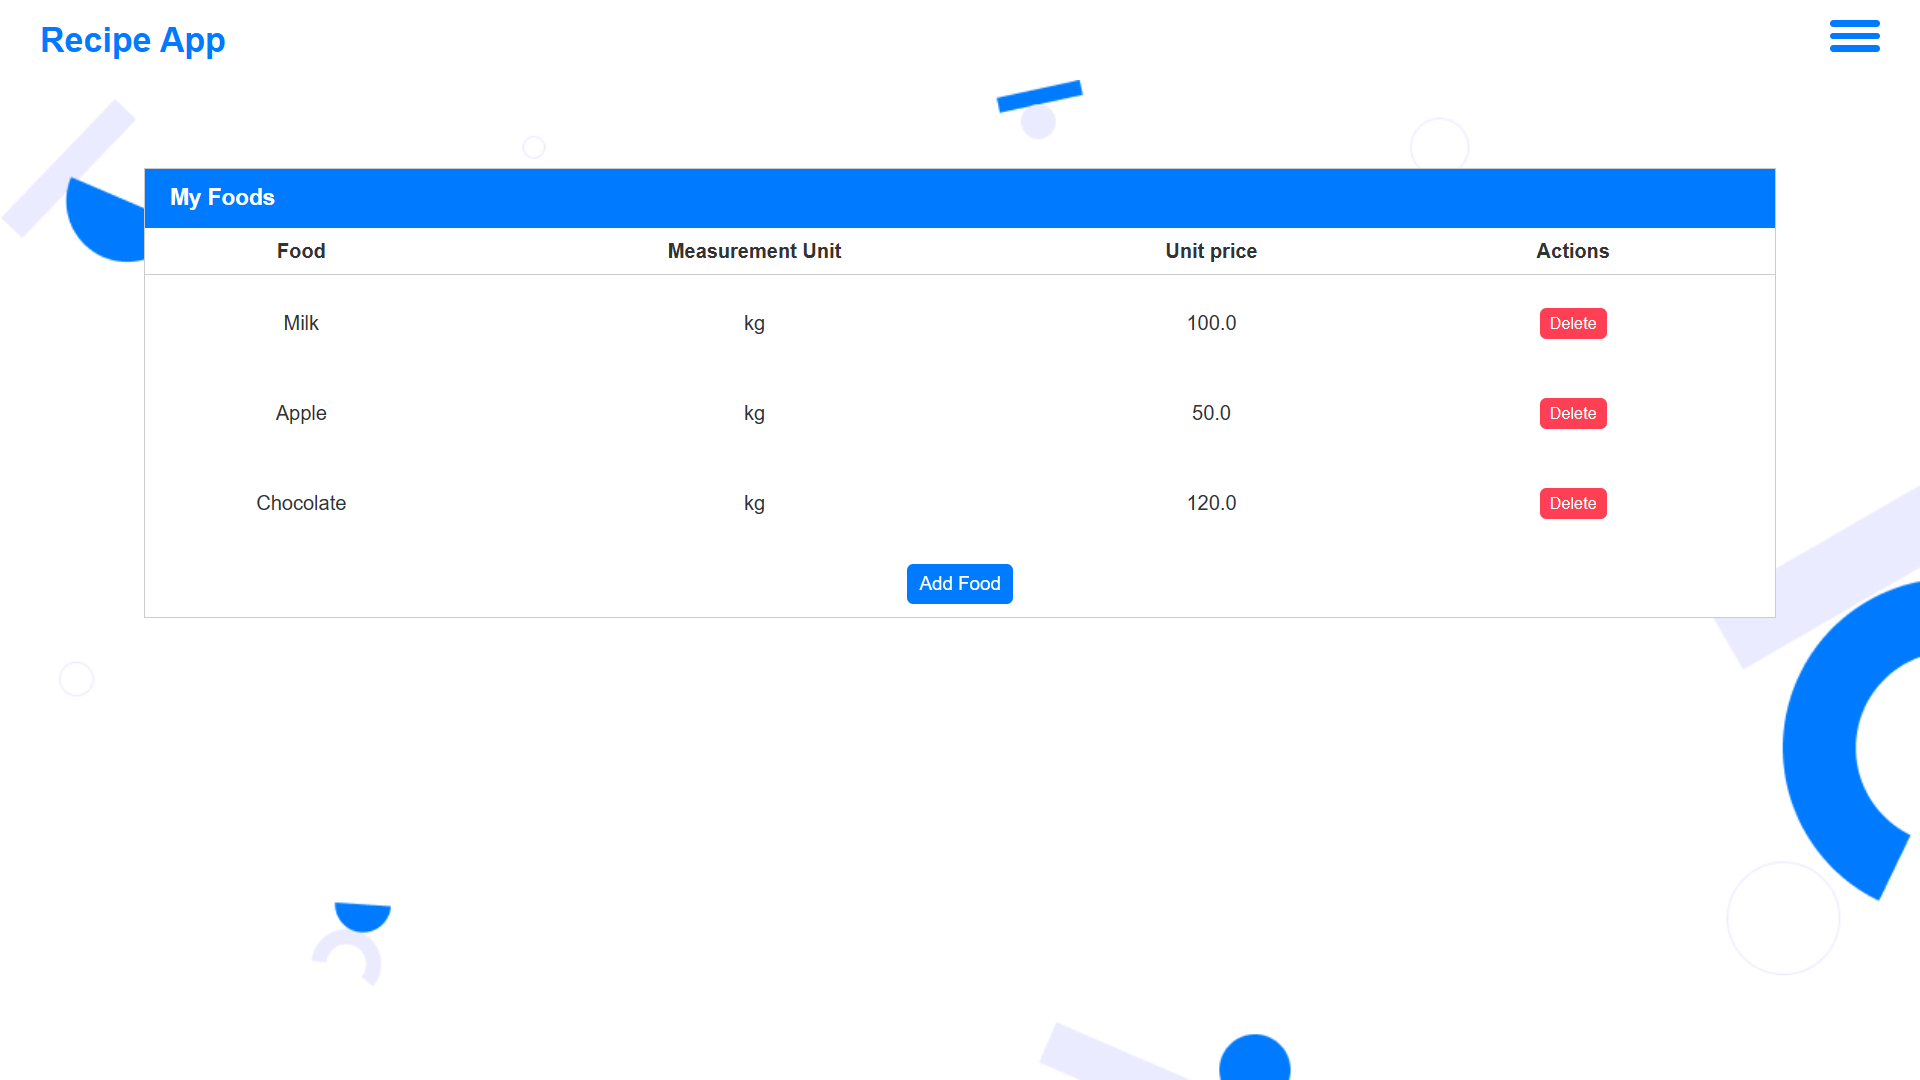 Recipe App
My Foods
Food Measurement Unit Unit price Actions
Milk kg 100.0 Delete
Apple kg 50.0 Delete
Chocolate kg 120.0 Delete
Add Food